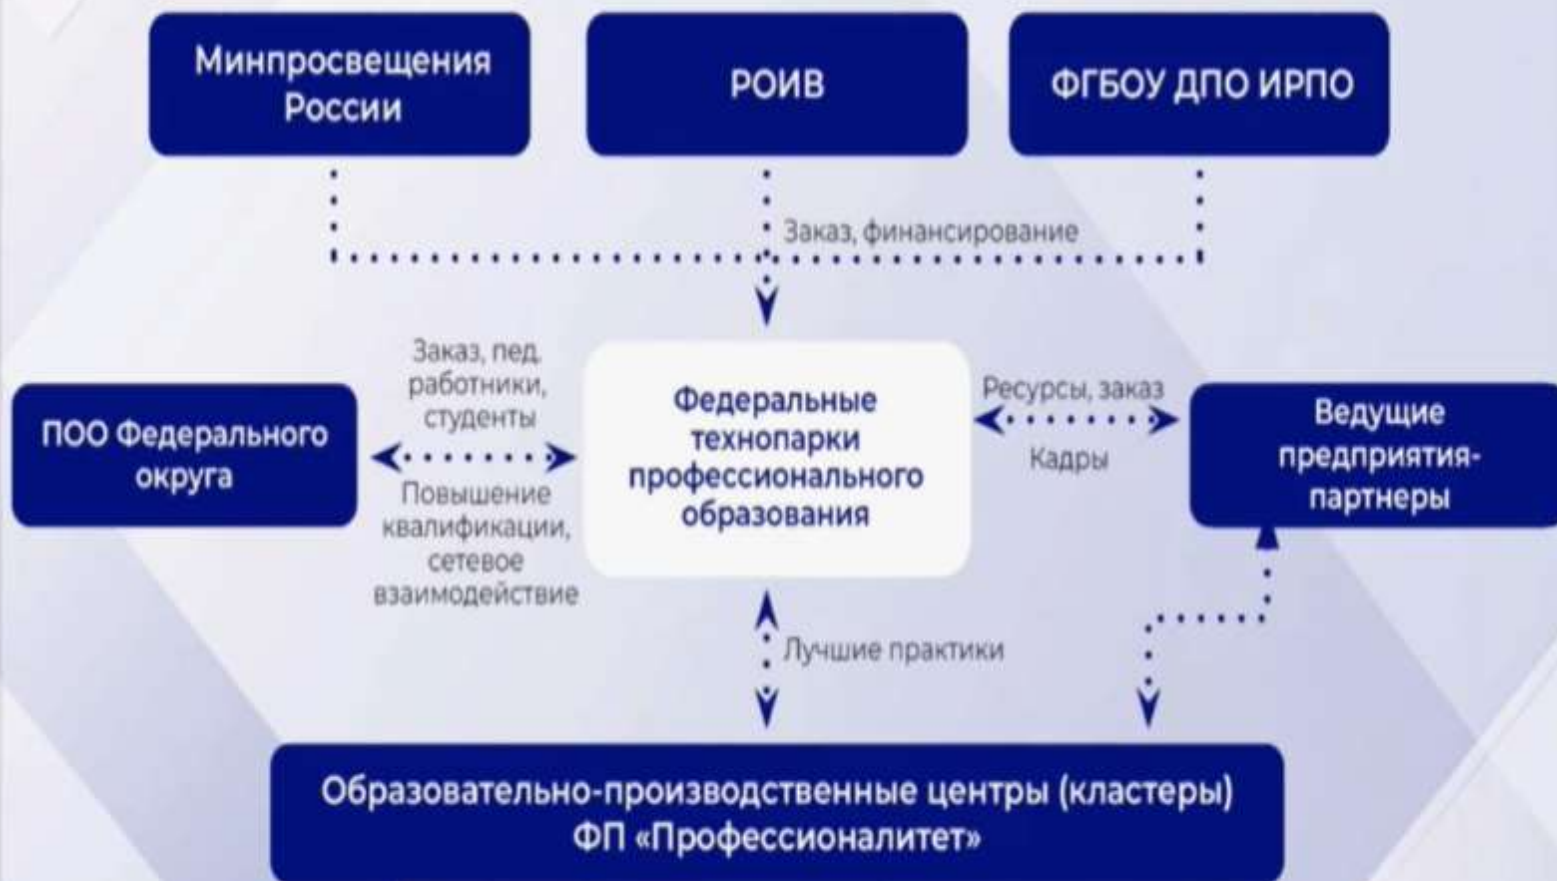 Минпросвещения
России
РОИВ
ФГБОУ ДПО ИРПО
Заказ, финансирование
Заказ, пед.
работники,
студенты
ПОО Федерального
округа
Повышение
квалификации,
сетевое
взаимодействие
Федеральные
технопарки
профессионального
образования
Ресурсы, заказ
Кадры
Ведущие
предприятия-
партнеры
Лучшие практики
Образовательно-производственные центры (кластеры)
ФП «Профессионалитет»